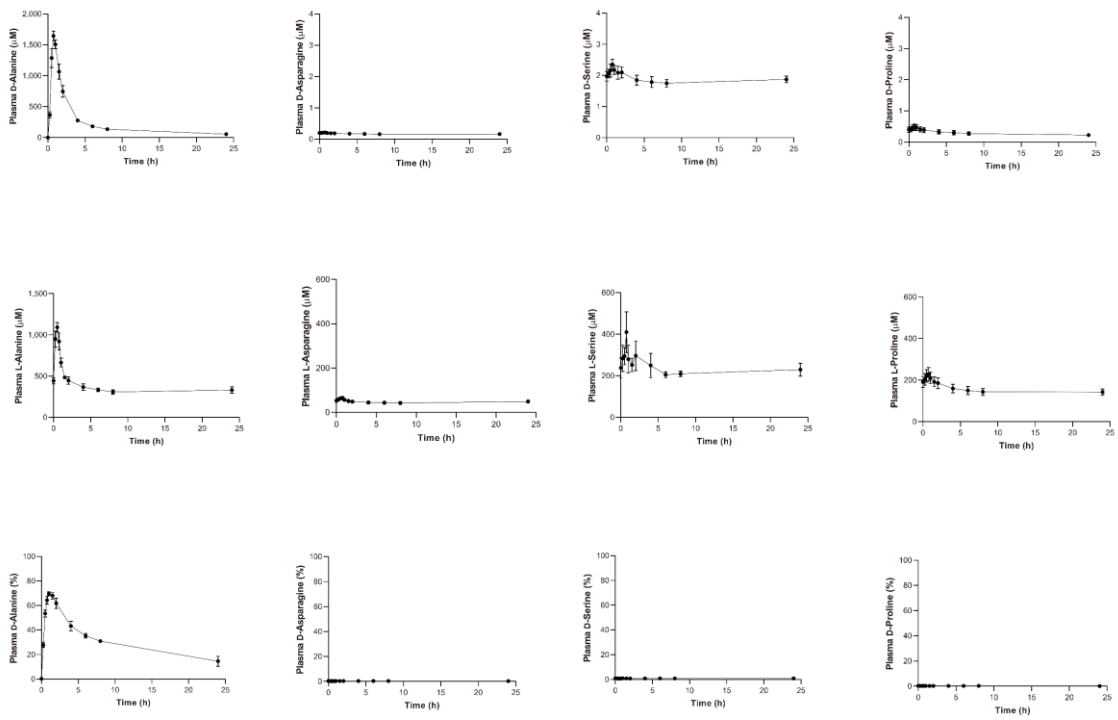 Plasma D-Alanine (μM)
2,000
1,500
1,000
500
0
0 5 10 15 20 25
Time (h)
Plasma D-Asparagine (μM)
4
3
2
1
0
0 5 10 15 20 25
Time (h)
Plasma D-Serine (μM)
4
3
2
1
0
0 5 10 15 20 25
Time (h)
Plasma D-Proline (μM)
4
3
2
1
0
0 5 10 15 20 25
Time (h)
Plasma L-Alanine (μM)
1,500
1,000
500
0
0 5 10 15 20 25
Time (h)
Plasma L-Asparagine (μM)
600
400
200
0
0 5 10 15 20 25
Time (h)
Plasma L-Serine (μM)
600
400
200
0
0 5 10 15 20 25
Time (h)
Plasma L-Proline (μM)
600
400
200
0
0 5 10 15 20 25
Time (h)
Plasma D-Alanine (%)
100
80
60
40
20
0
0 5 10 15 20 25
Time (h)
Plasma D-Asparagine (%)
100
80
60
40
20
0
0 5 10 15 20 25
Time (h)
Plasma D-Serine (%)
100
80
60
40
20
0
0 5 10 15 20 25
Time (h)
Plasma D-Proline (%)
100
80
60
40
20
0
0 5 10 15 20 25
Time (h)